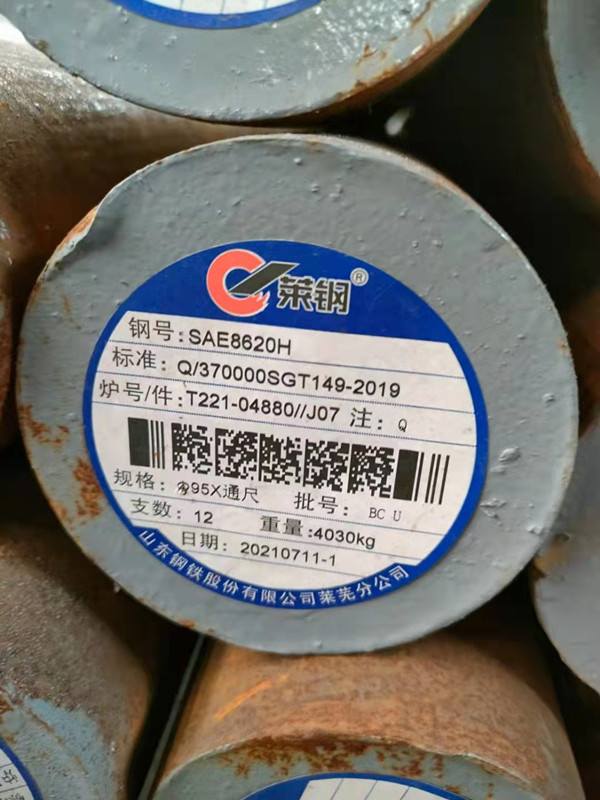 莱钢®
钢号：SAE8620H
标准：Q/370000SGT149-2019
炉号/件：T221-04880//J07 注：Q
规格：Φ95X通尺 批号：BC U
支数：12 重量:4030kg
日期：20210711-1
山东钢铁股份有限公司莱芜分公司